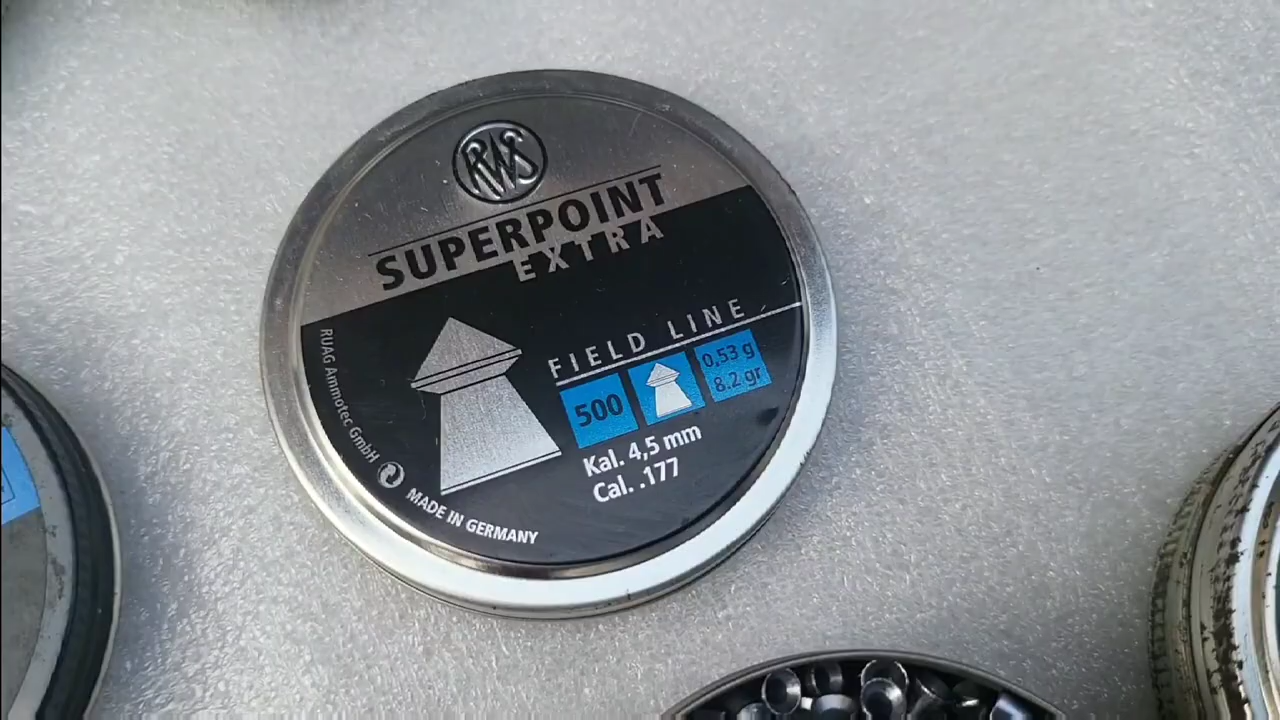 RWS
SUPERPOINT
EXTRA
FIELD LINE
500
0,53 g
8.2 gr
Kal. 4,5 mm
Cal. .177
RUAG Ammotec GmbH
MADE IN GERMANY